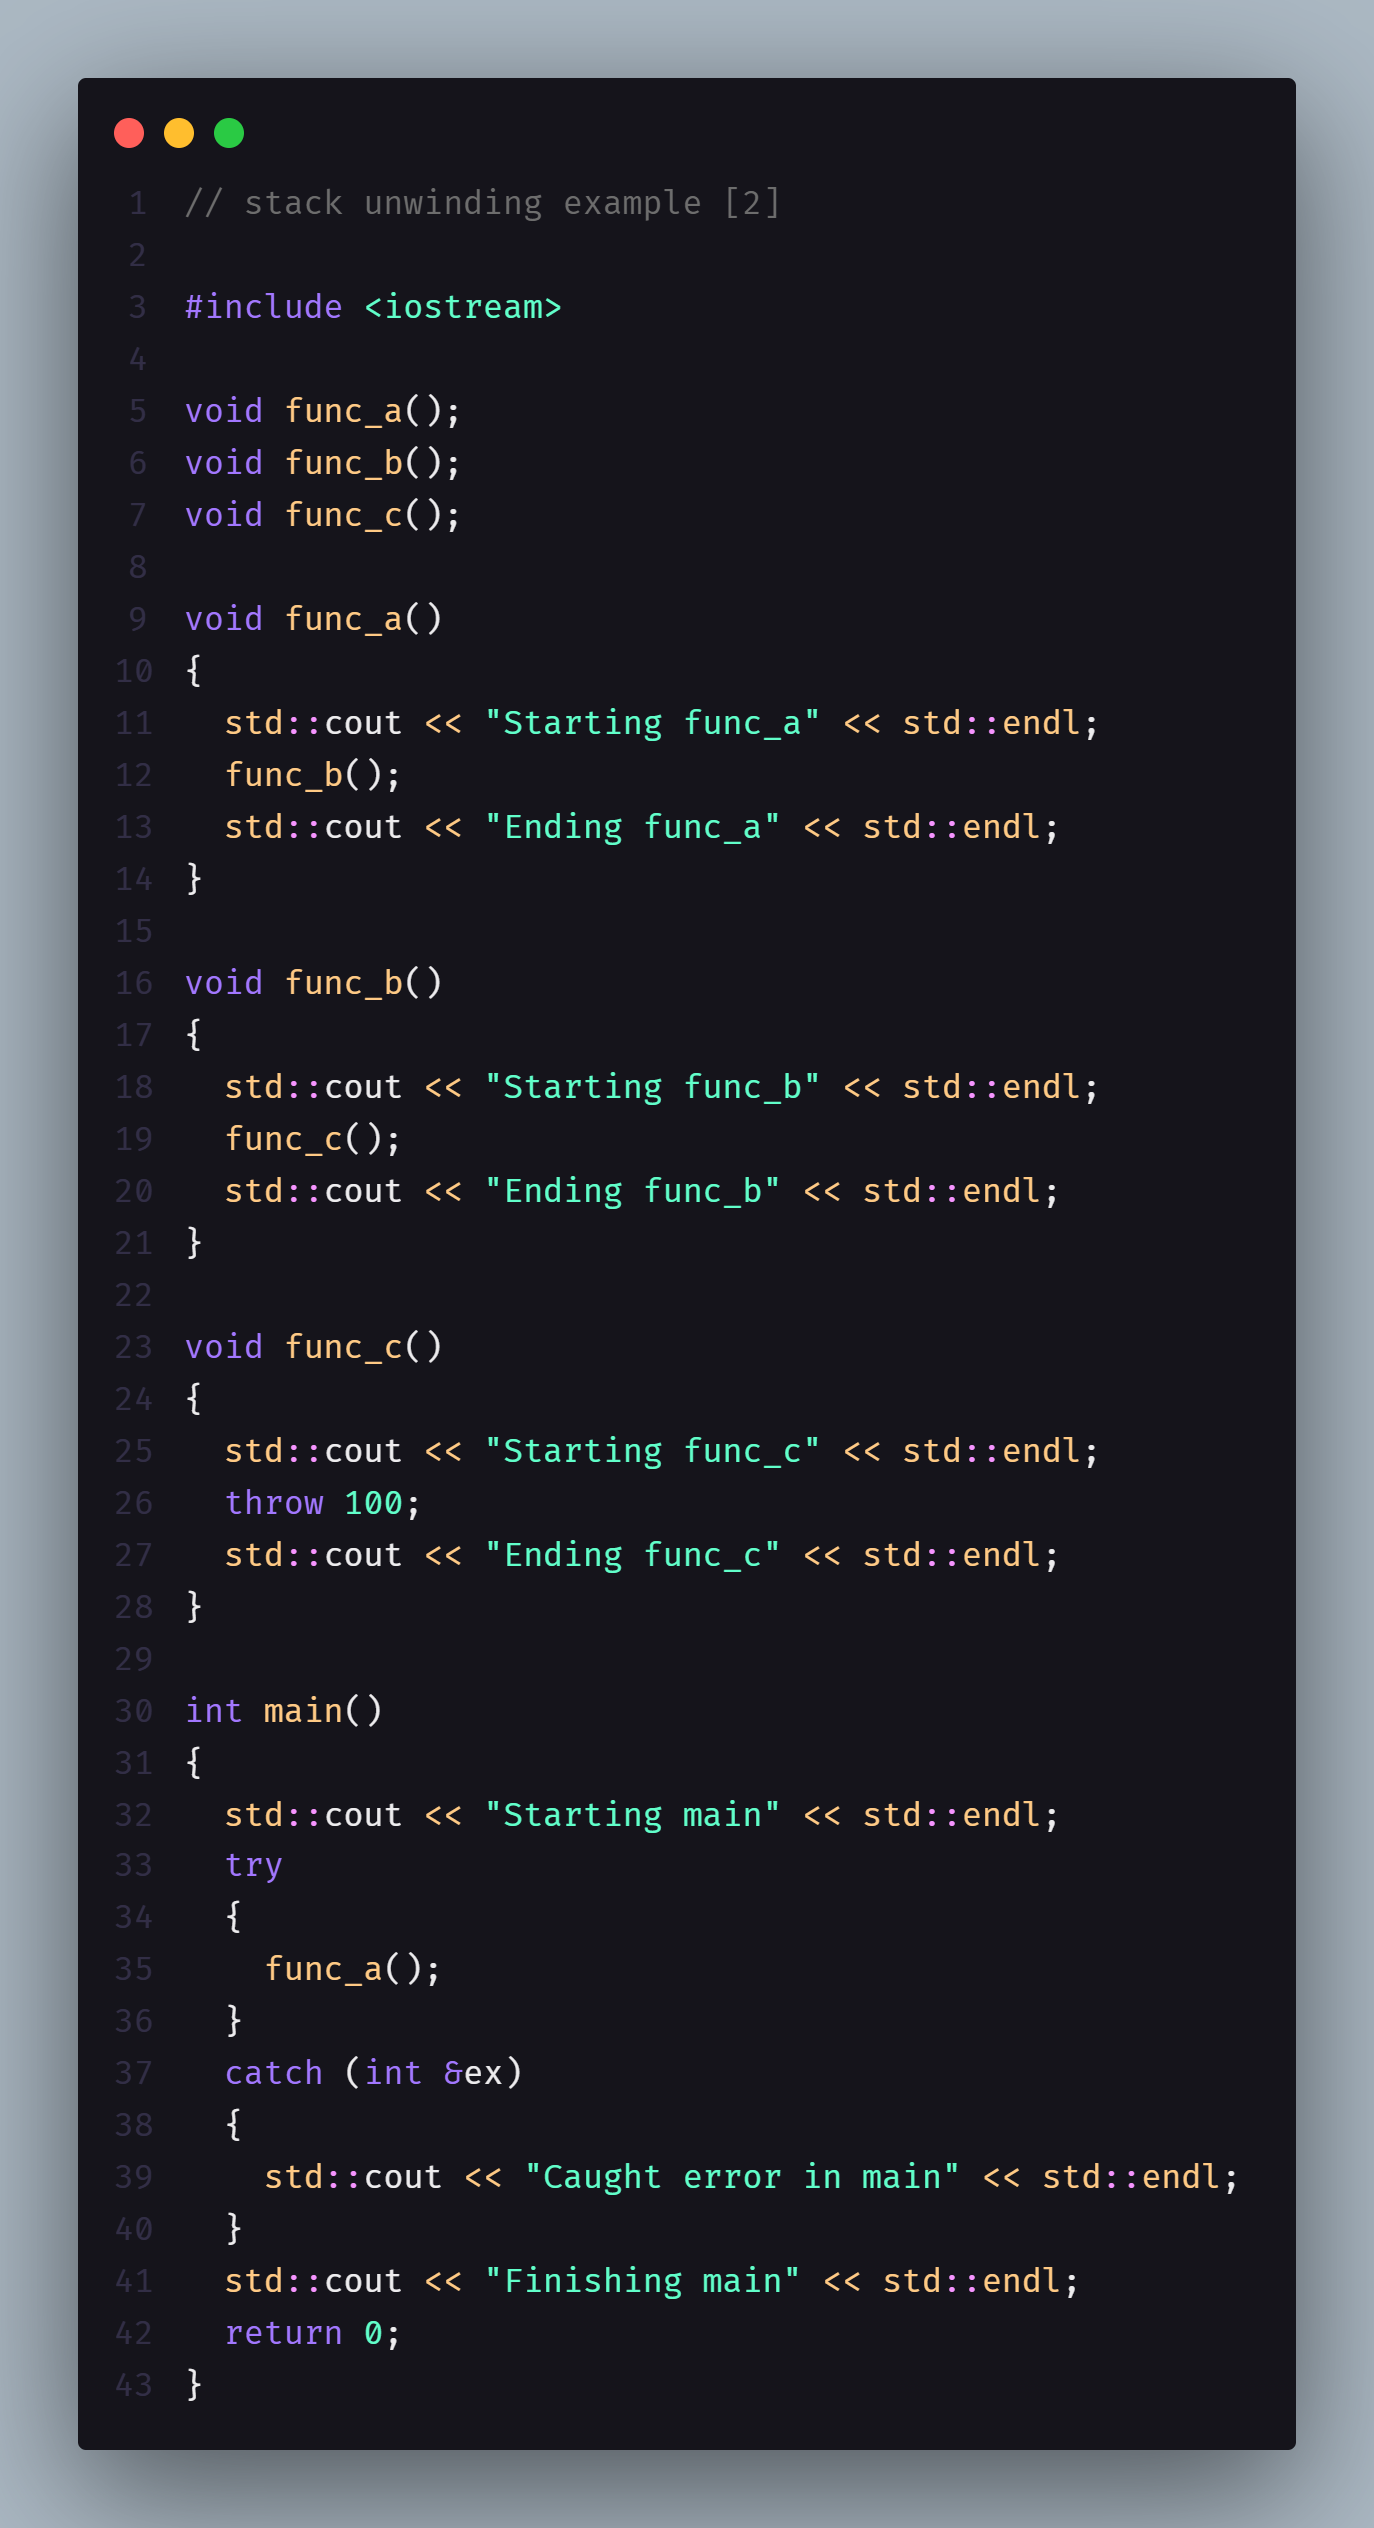 1 // stack unwinding example [2]
2
3 #include <iostream>
4
5 void func_a();
6 void func_b();
7 void func_c();
8
9 void func_a()
10 {
11   std::cout << "Starting func_a" << std::endl;
12   func_b();
13   std::cout << "Ending func_a" << std::endl;
14 }
15
16 void func_b()
17 {
18   std::cout << "Starting func_b" << std::endl;
19   func_c();
20   std::cout << "Ending func_b" << std::endl;
21 }
22
23 void func_c()
24 {
25   std::cout << "Starting func_c" << std::endl;
26   throw 100;
27   std::cout << "Ending func_c" << std::endl;
28 }
29
30 int main()
31 {
32   std::cout << "Starting main" << std::endl;
33   try
34   {
35     func_a();
36   }
37   catch (int &ex)
38   {
39     std::cout << "Caught error in main" << std::endl;
40   }
41   std::cout << "Finishing main" << std::endl;
42   return 0;
43 }